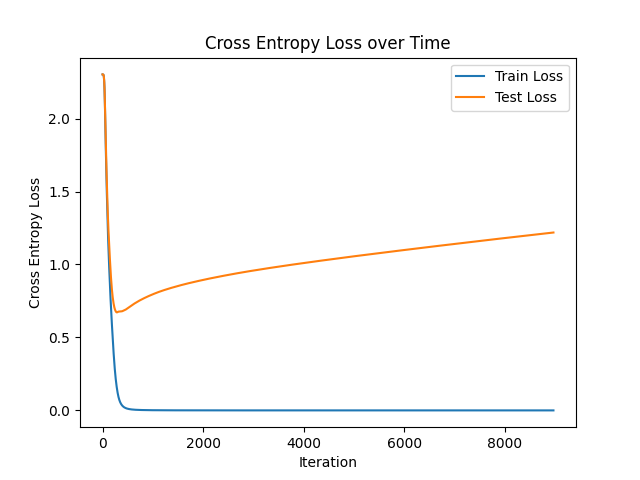 Cross Entropy Loss over Time
Train Loss
Test Loss
Cross Entropy Loss
2.0
1.5
1.0
0.5
0.0
0 2000 4000 6000 8000
Iteration